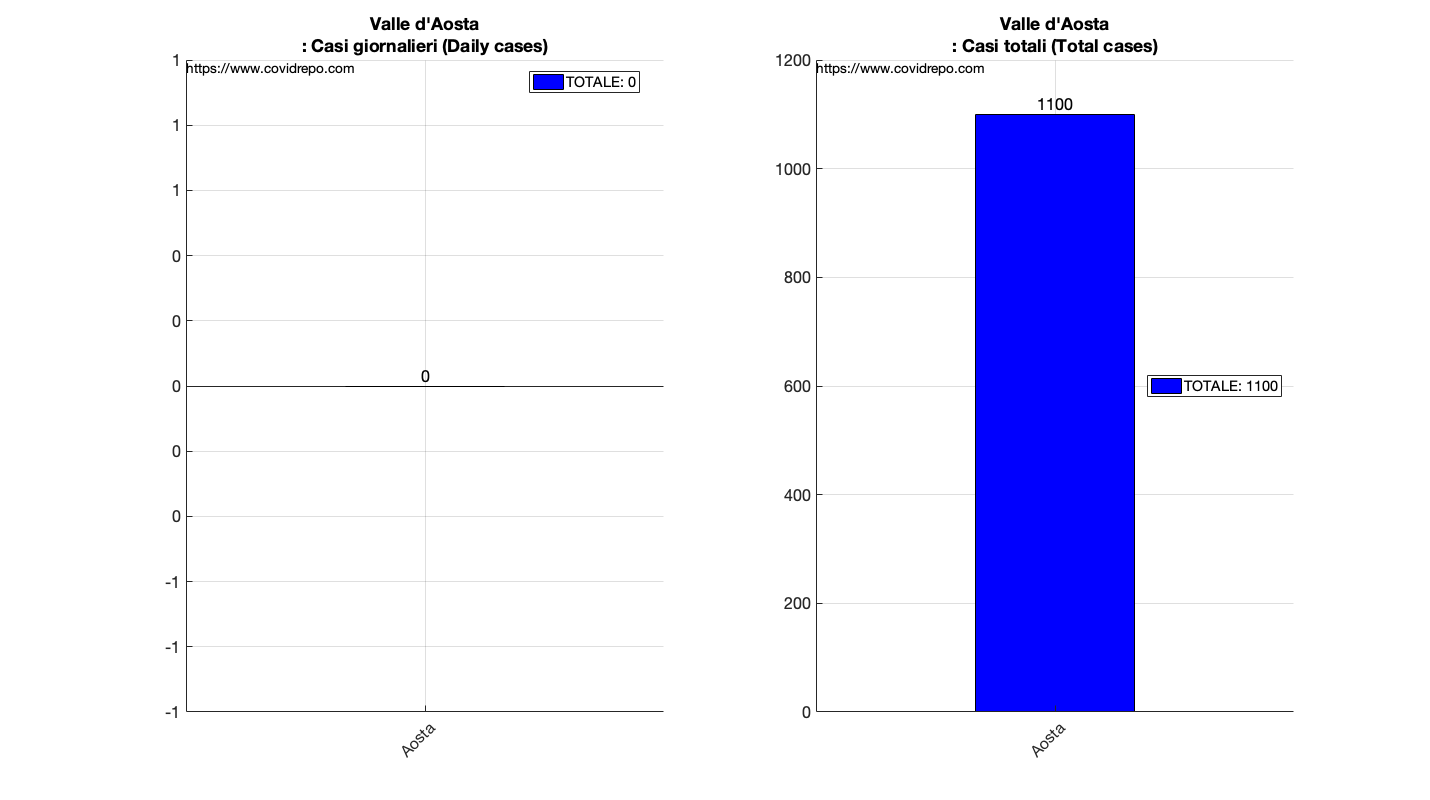 Valle d'Aosta
: Casi giornalieri (Daily cases)
https://www.covidrepo.com
TOTALE: 0
1
1
1
0
0
0
0
0
-1
-1
-1
0
Aosta
Valle d'Aosta
: Casi totali (Total cases)
https://www.covidrepo.com
1200
1100
1000
800
600
TOTALE: 1100
400
200
0
Aosta